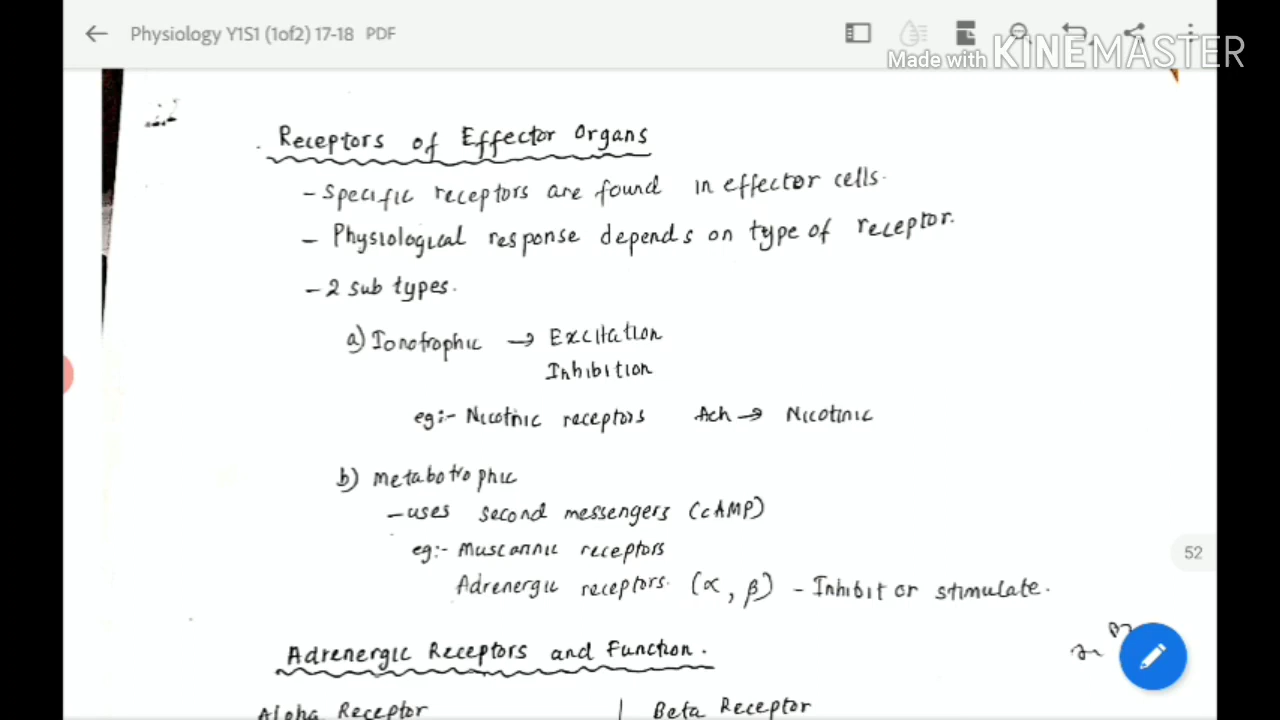 Physiology Y1S1 (1of2) 17-18 PDF
Made with KINEMASTER
Receptors of Effector Organs
- Specific receptors are found in effector cells.
- Physiological response depends on type of receptor.
- 2 sub types.
a) Ionotrophic → Excitation
Inhibition
eg:- Nicotinic receptors Ach → Nicotinic
b) Metabotrophic
- uses second messengers (cAMP)
eg:- Muscarinic receptors
Adrenergic receptors. (α, β) - Inhibit or stimulate.
52
Adrenergic Receptors and Function.
Alpha Receptor | Beta Receptor